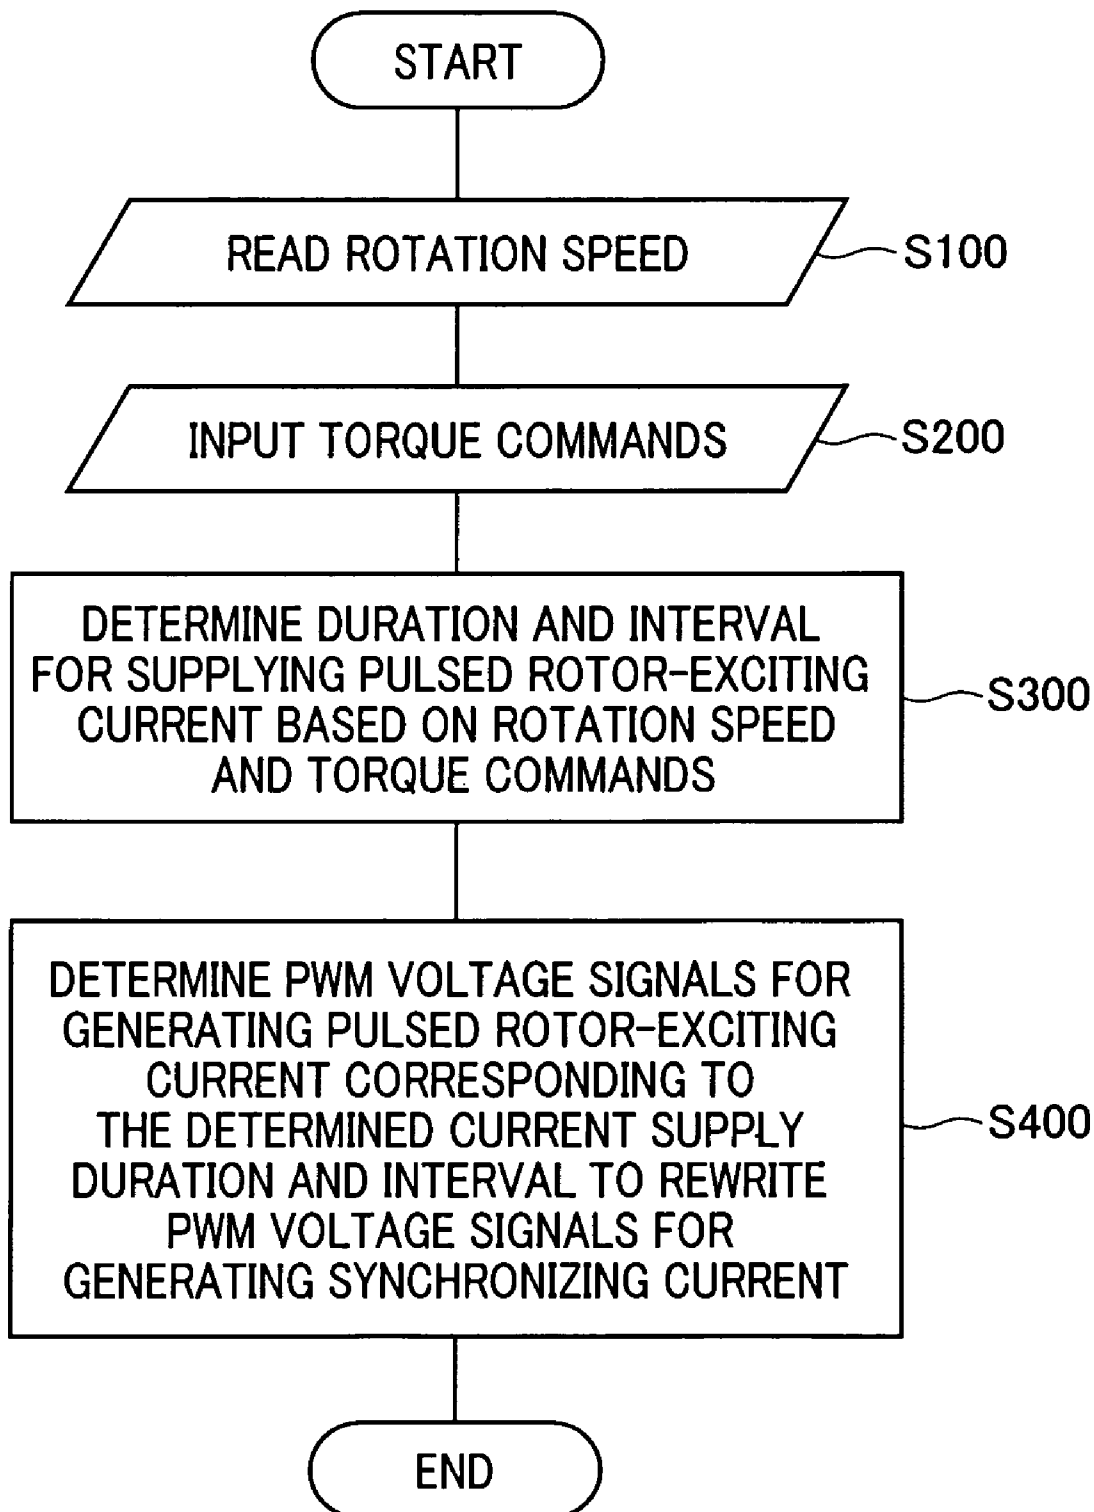 START
READ ROTATION SPEED
S100
INPUT TORQUE COMMANDS
S200
DETERMINE DURATION AND INTERVAL
FOR SUPPLYING PULSED ROTOR-EXCITING
CURRENT BASED ON ROTATION SPEED
AND TORQUE COMMANDS
S300
DETERMINE PWM VOLTAGE SIGNALS FOR
GENERATING PULSED ROTOR-EXCITING
CURRENT CORRESPONDING TO
THE DETERMINED CURRENT SUPPLY
DURATION AND INTERVAL TO REWRITE
PWM VOLTAGE SIGNALS FOR
GENERATING SYNCHRONIZING CURRENT
S400
END